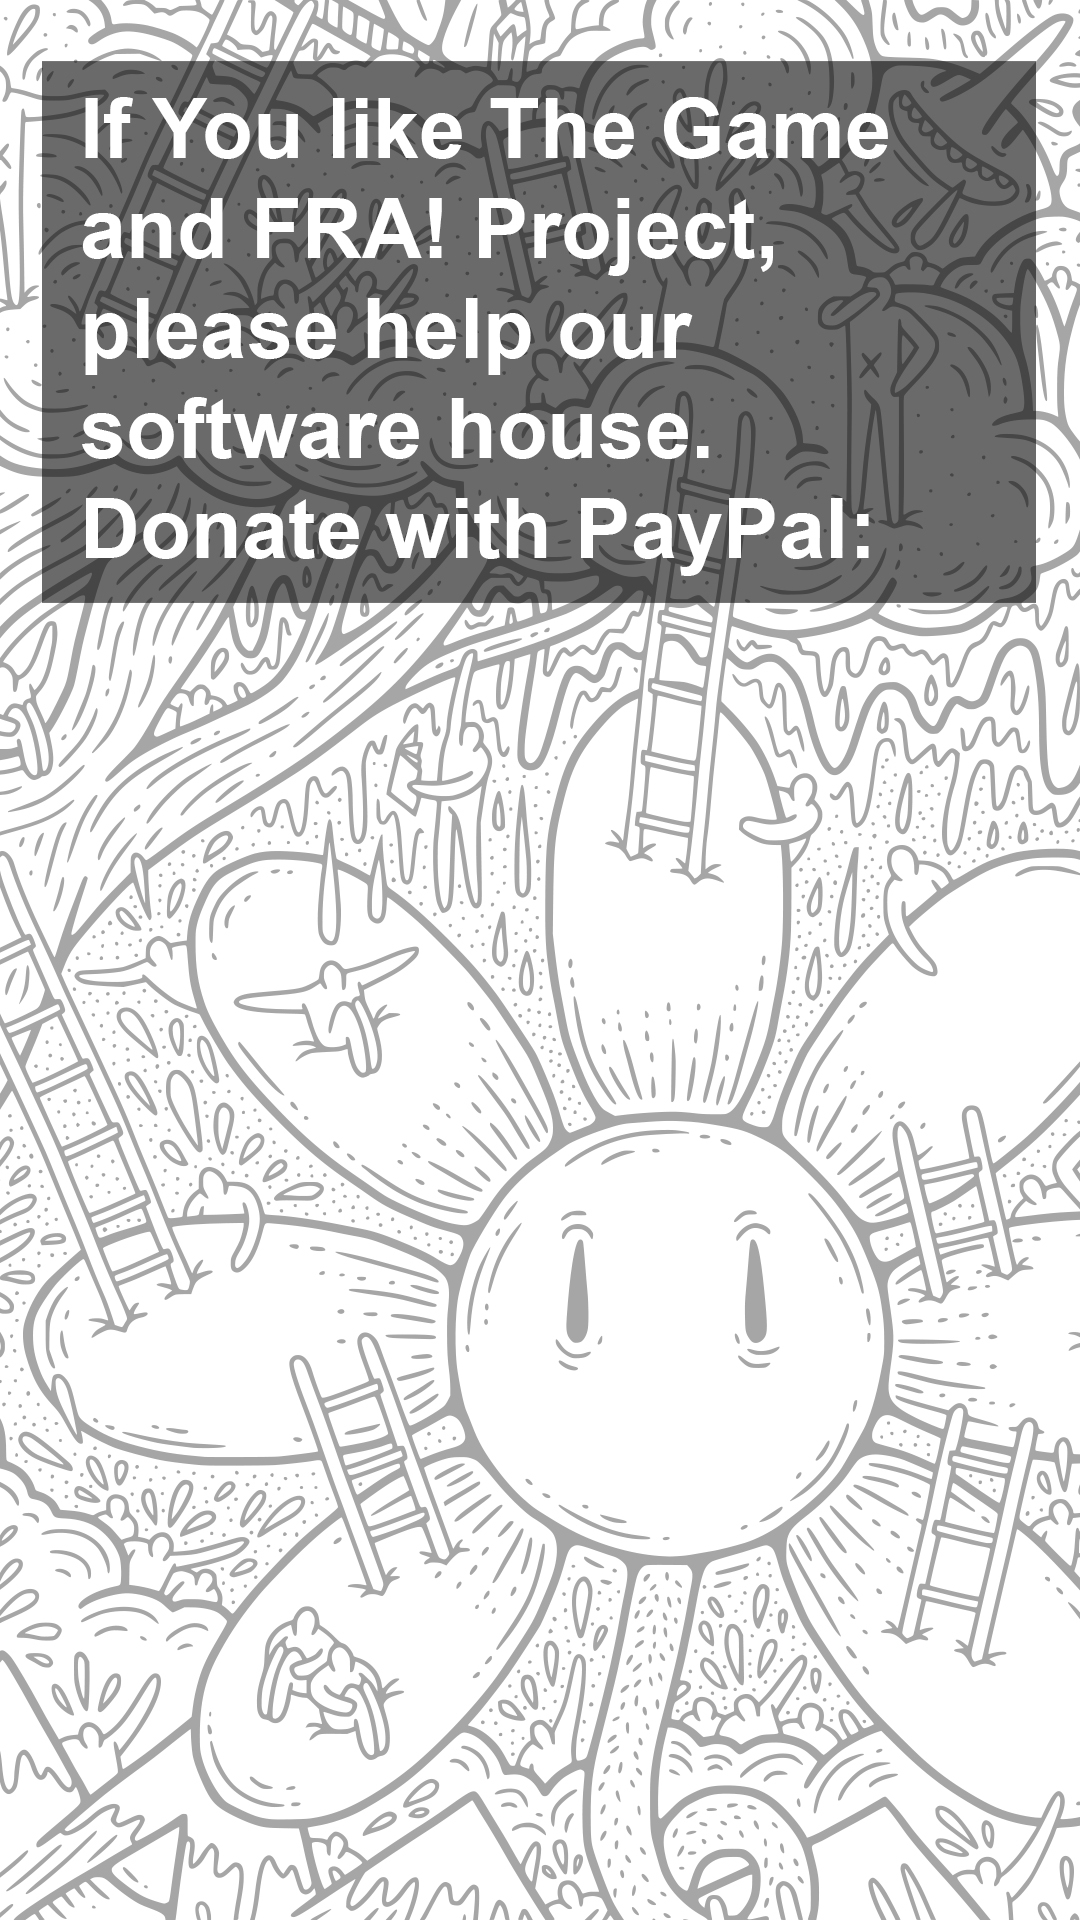 If You like The Game
and FRA! Project,
please help our
software house.
Donate with PayPal: